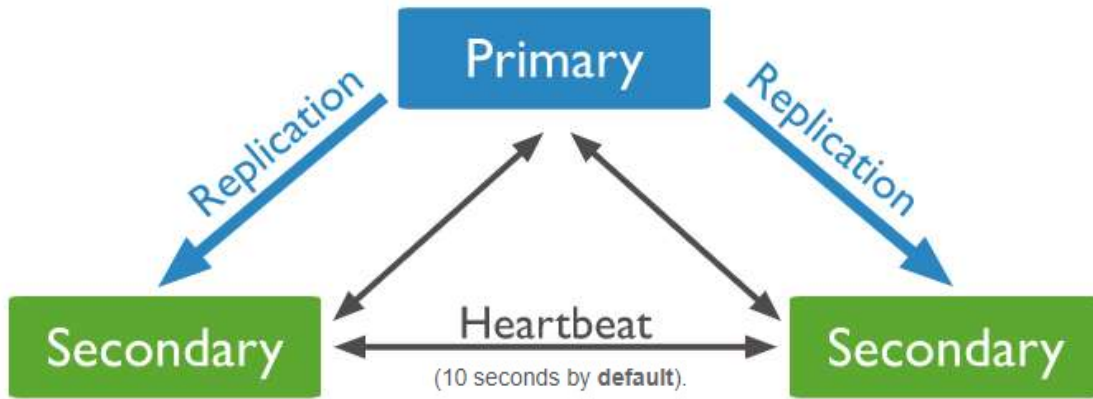 Primary
Replication
Replication
Secondary
Heartbeat
(10 seconds by default).
Secondary